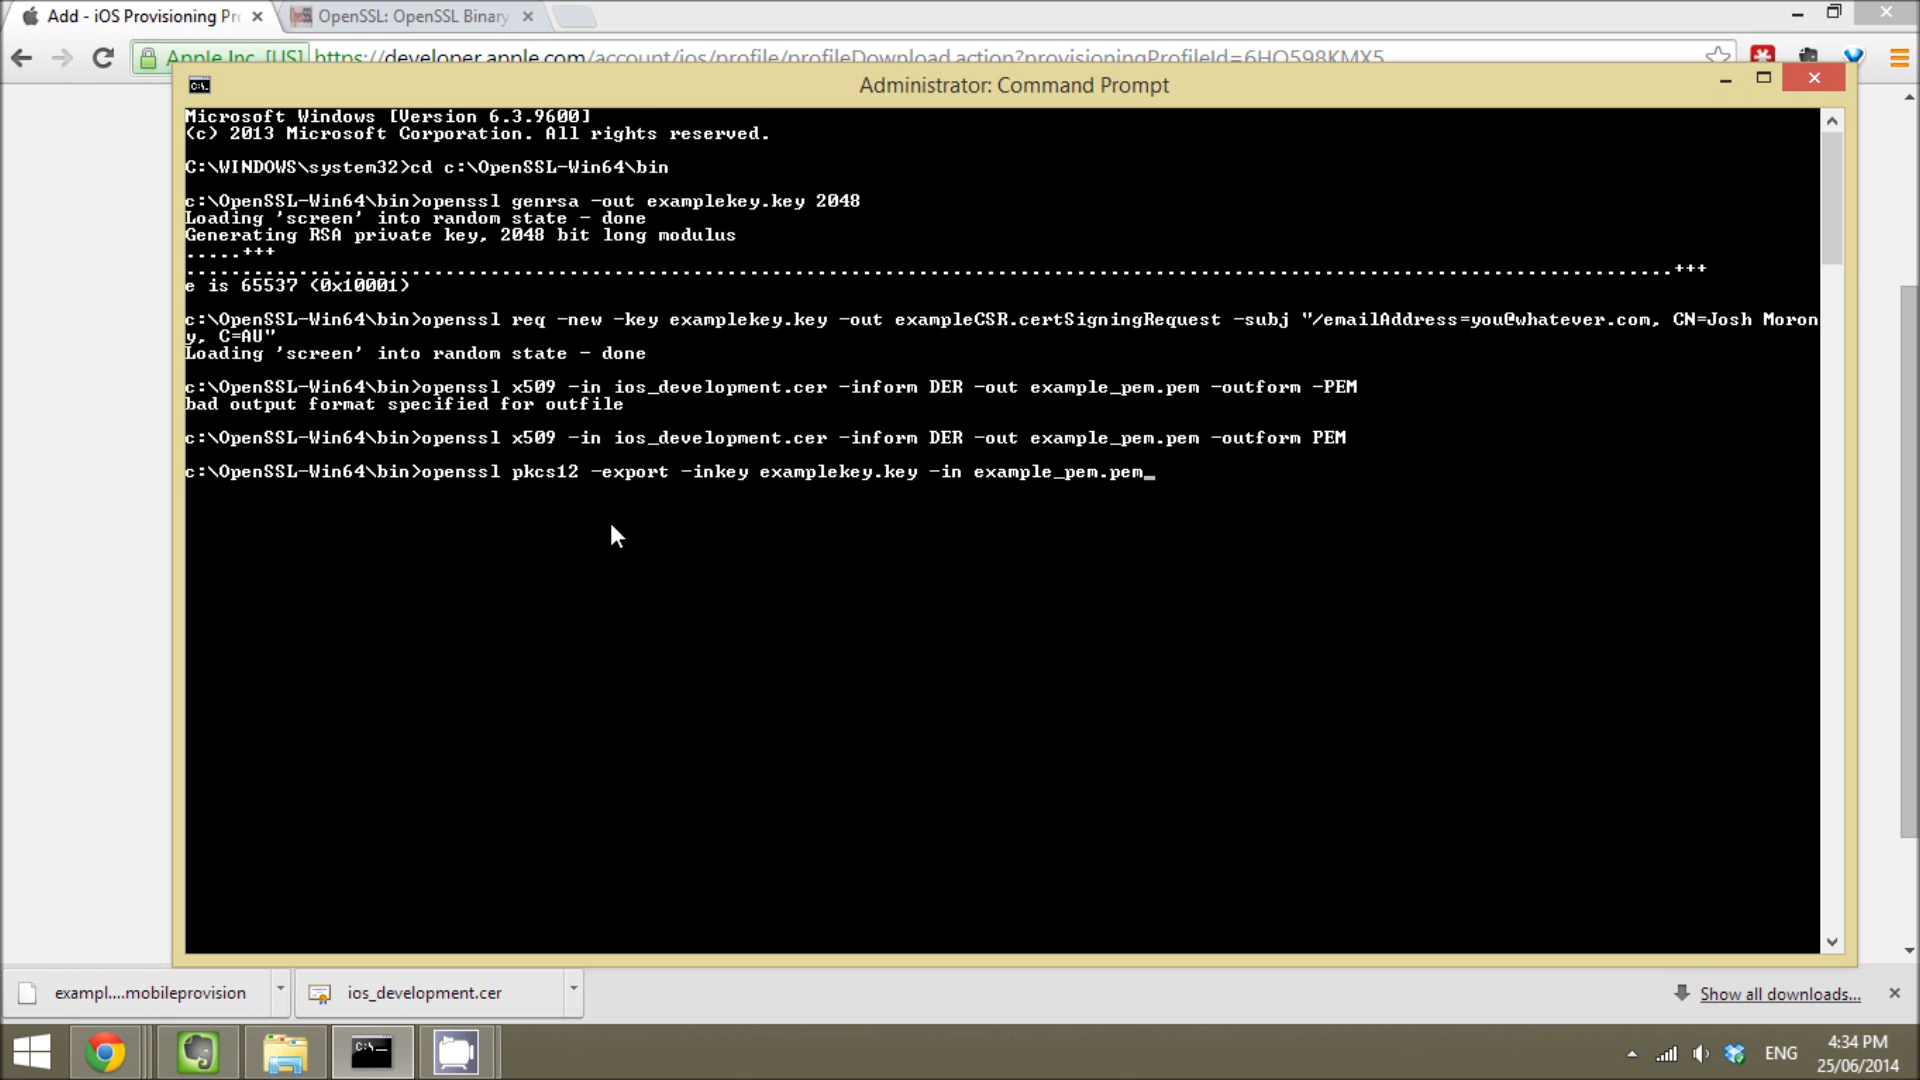 Add - iOS Provisioning Pr
OpenSSL: OpenSSL Binary
Apple Inc. [US] https://developer.apple.com/account/ios/profile/profileDownload.action?provisioningProfileId=6HQ598KMX5
Administrator: Command Prompt
Microsoft Windows [Version 6.3.9600]
(c) 2013 Microsoft Corporation. All rights reserved.
C:\WINDOWS\system32>cd c:\OpenSSL-Win64\bin
c:\OpenSSL-Win64\bin>openssl genrsa -out examplekey.key 2048
Loading 'screen' into random state - done
Generating RSA private key, 2048 bit long modulus
.....+++
....................................................................................................................................+++
e is 65537 (0x10001)
c:\OpenSSL-Win64\bin>openssl req -new -key examplekey.key -out exampleCSR.certSigningRequest -subj "/emailAddress=you@whatever.com, CN=Josh Moron
y, C=AU"
Loading 'screen' into random state - done
c:\OpenSSL-Win64\bin>openssl x509 -in ios_development.cer -inform DER -out example_pem.pem -outform -PEM
bad output format specified for outfile
c:\OpenSSL-Win64\bin>openssl x509 -in ios_development.cer -inform DER -out example_pem.pem -outform PEM
c:\OpenSSL-Win64\bin>openssl pkcs12 -export -inkey examplekey.key -in example_pem.pem_
exampl....mobileprovision
ios_development.cer
Show all downloads...
ENG
4:34 PM
25/06/2014